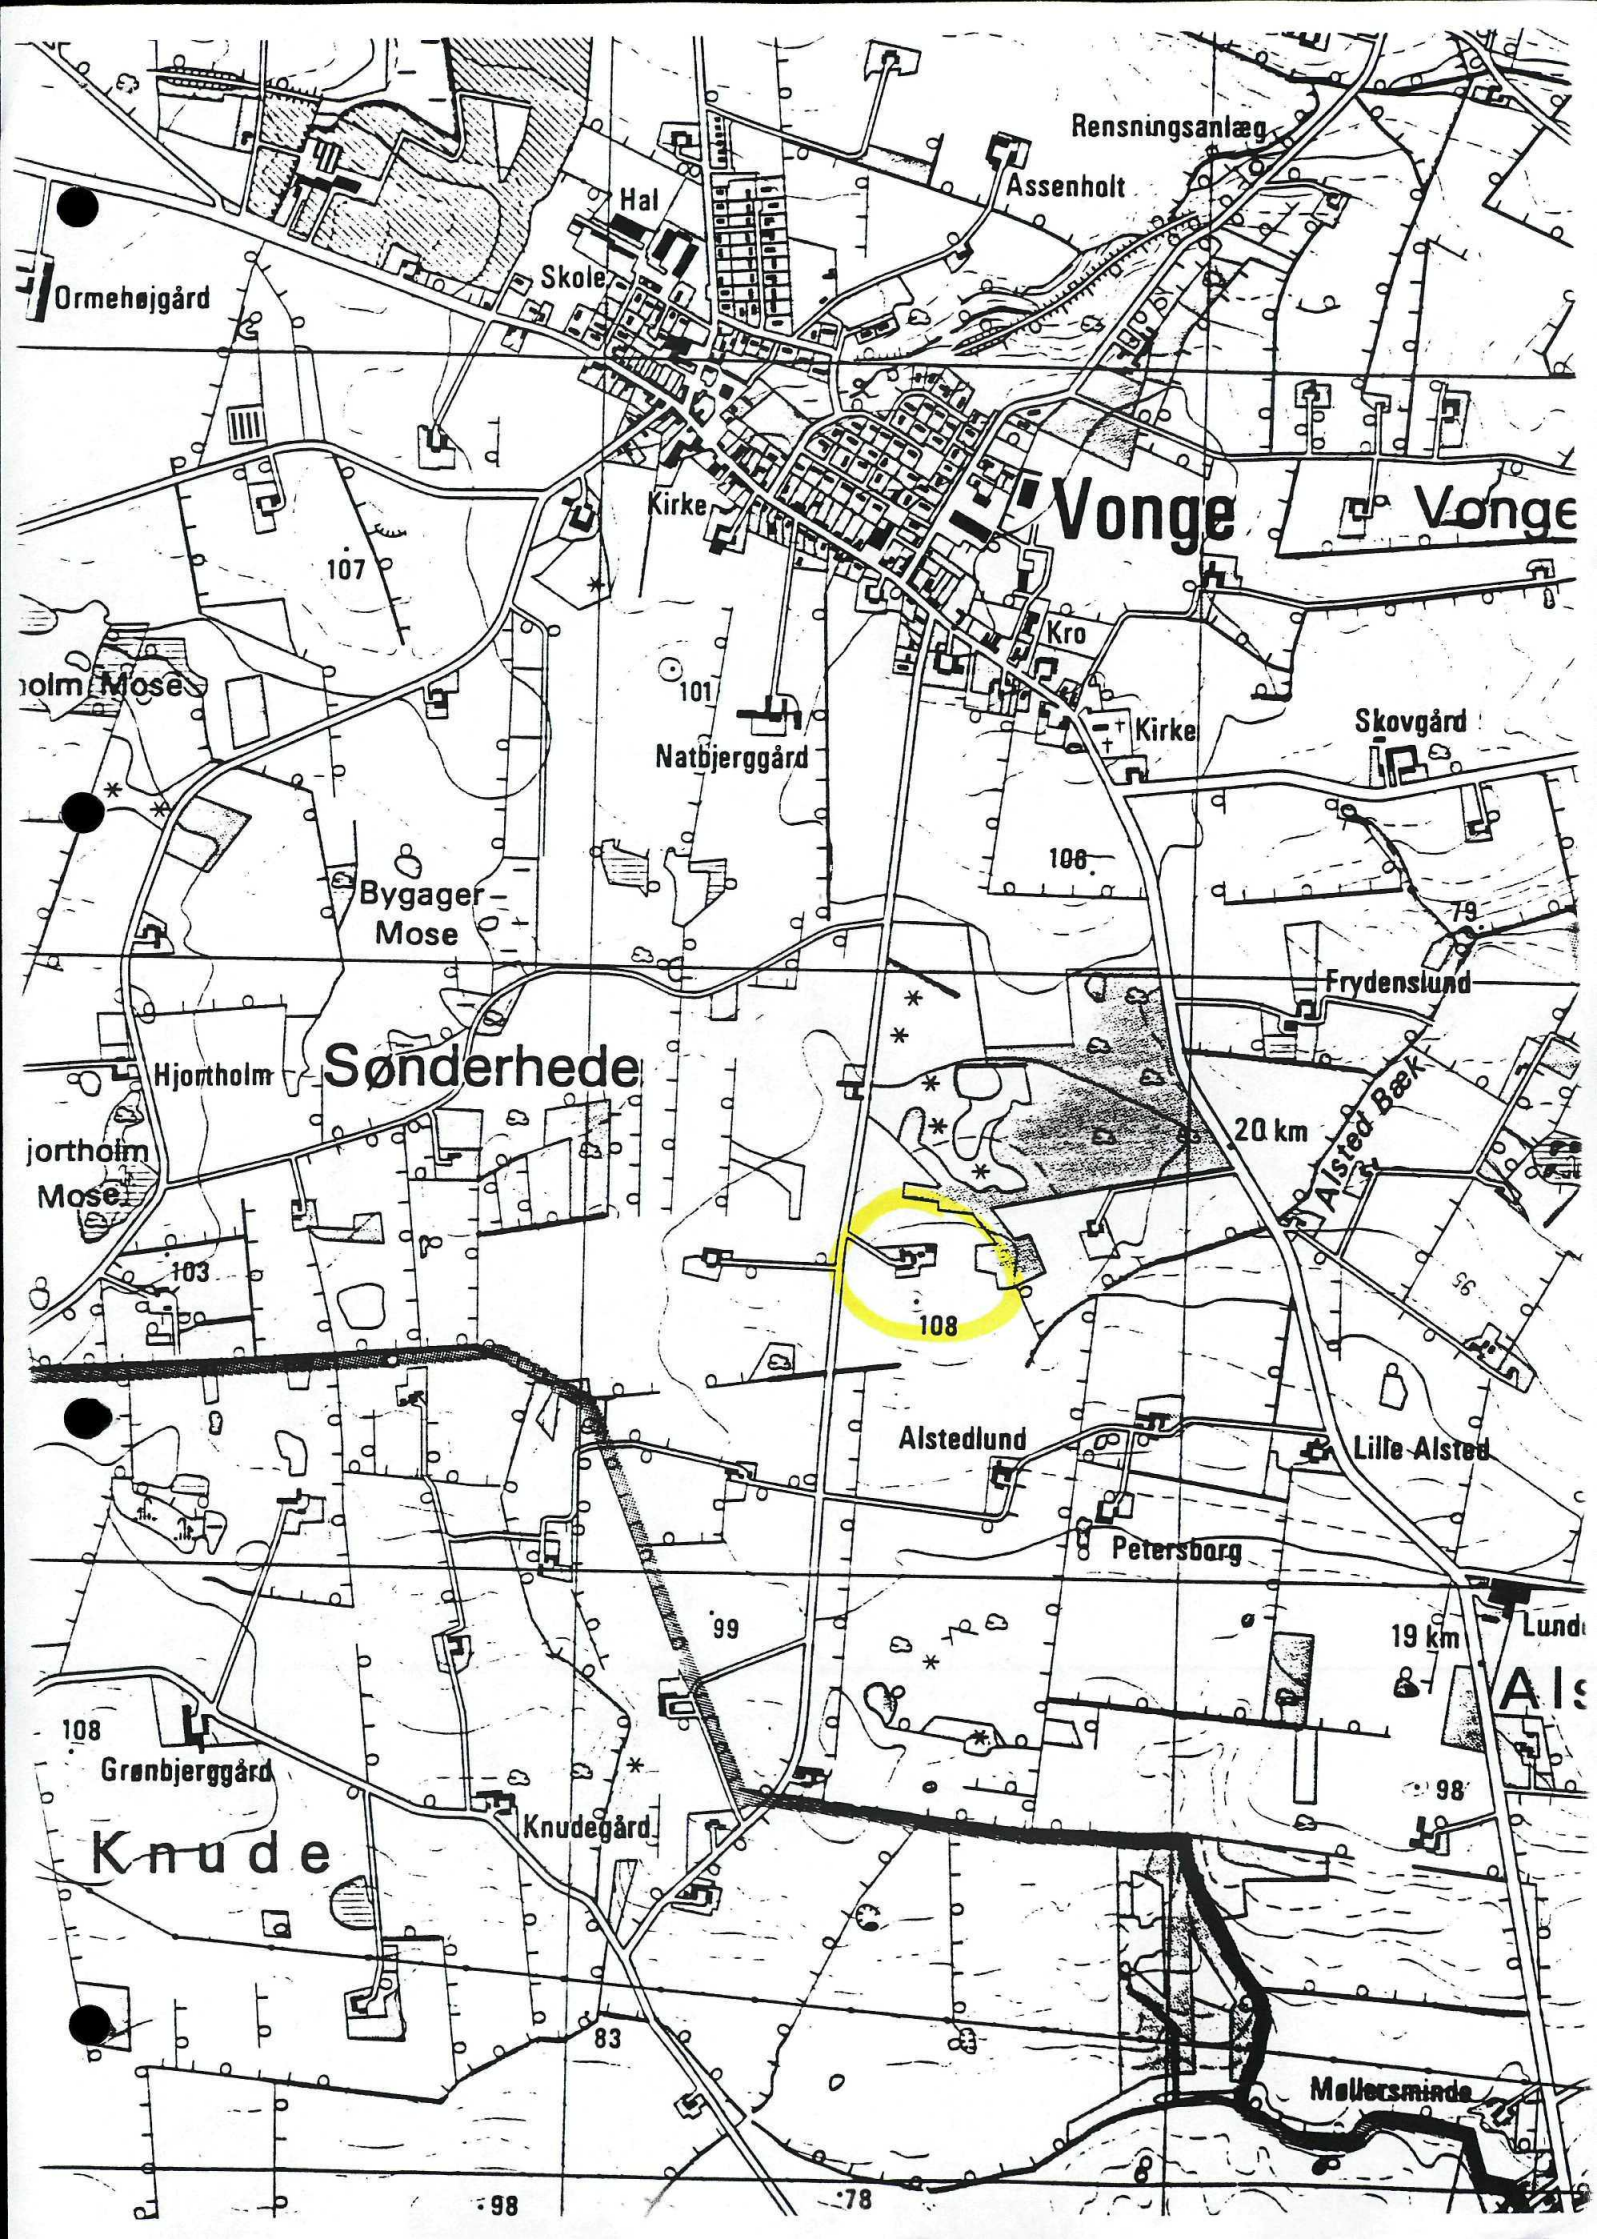 Rensningsanlæg
Assenholt
Hal
Skole
Ormehøjgård
Kirke
Vonge
Vonge
107
Kro
olm Mose
101
Kirke
Skovgård
Natbjerggård
106
Bygager-
Mose
79
Frydenslund
Hjortholm
Sønderhede
Alsted Bæk
20 km
jortholm
Mose
103
95
108
Alstedlund
Lille Alsted
Petersborg
99
19 km
Lund
Als
108
Grønbjerggård
98
Knudegård
Knude
83
Møllersminde
98
78